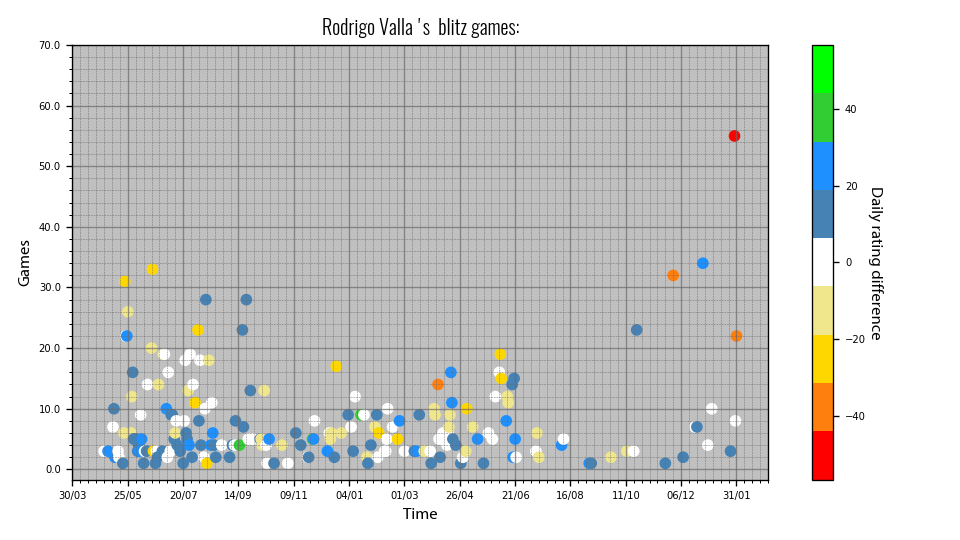 Rodrigo Valla ' s blitz games:
70.0
60.0
50.0
40.0
30.0
20.0
10.0
0.0
Games
30/03 25/05 20/07 14/09 09/11 04/01 01/03 26/04 21/06 16/08 11/10 06/12 31/01
Time
40
20
0
−20
−40
Daily rating difference